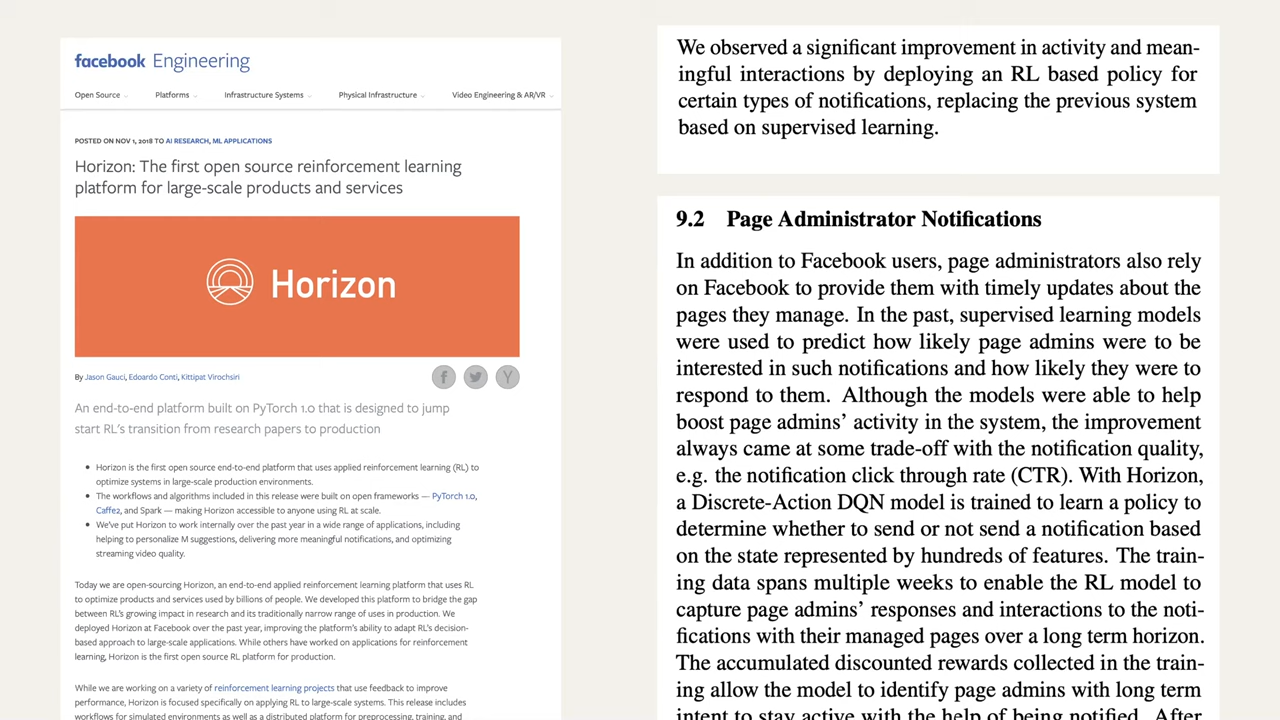 facebook Engineering
Open Source Platforms Infrastructure Systems Physical Infrastructure Video Engineering & AR/VR
POSTED ON NOV 1, 2018 TO AI RESEARCH, ML APPLICATIONS
Horizon: The first open source reinforcement learning
platform for large-scale products and services
Horizon
By Jason Gauci, Edoardo Conti, Kittipat Virochsiri
An end-to-end platform built on PyTorch 1.0 that is designed to jump
start RL's transition from research papers to production
• Horizon is the first open source end-to-end platform that uses applied reinforcement learning (RL) to
optimize systems in large-scale production environments.
• The workflows and algorithms included in this release were built on open frameworks — PyTorch 1.0,
Caffe2, and Spark — making Horizon accessible to anyone using RL at scale.
• We've put Horizon to work internally over the past year in a wide range of applications, including
helping to personalize M suggestions, delivering more meaningful notifications, and optimizing
streaming video quality.
Today we are open-sourcing Horizon, an end-to-end applied reinforcement learning platform that uses RL
to optimize products and services used by billions of people. We developed this platform to bridge the gap
between RL's growing impact in research and its traditionally narrow range of uses in production. We
deployed Horizon at Facebook over the past year, improving the platform's ability to adapt RL's decision-
based approach to large-scale applications. While others have worked on applications for reinforcement
learning, Horizon is the first open source RL platform for production.
While we are working on a variety of reinforcement learning projects that use feedback to improve
performance, Horizon is focused specifically on applying RL to large-scale systems. This release includes
workflows for simulated environments as well as a distributed platform for preprocessing, training, and
We observed a significant improvement in activity and mean-
ingful interactions by deploying an RL based policy for
certain types of notifications, replacing the previous system
based on supervised learning.
9.2 Page Administrator Notifications
In addition to Facebook users, page administrators also rely
on Facebook to provide them with timely updates about the
pages they manage. In the past, supervised learning models
were used to predict how likely page admins were to be
interested in such notifications and how likely they were to
respond to them. Although the models were able to help
boost page admins' activity in the system, the improvement
always came at some trade-off with the notification quality,
e.g. the notification click through rate (CTR). With Horizon,
a Discrete-Action DQN model is trained to learn a policy to
determine whether to send or not send a notification based
on the state represented by hundreds of features. The train-
ing data spans multiple weeks to enable the RL model to
capture page admins' responses and interactions to the noti-
fications with their managed pages over a long term horizon.
The accumulated discounted rewards collected in the train-
ing allow the model to identify page admins with long term
intent to stay active with the help of being notified. After